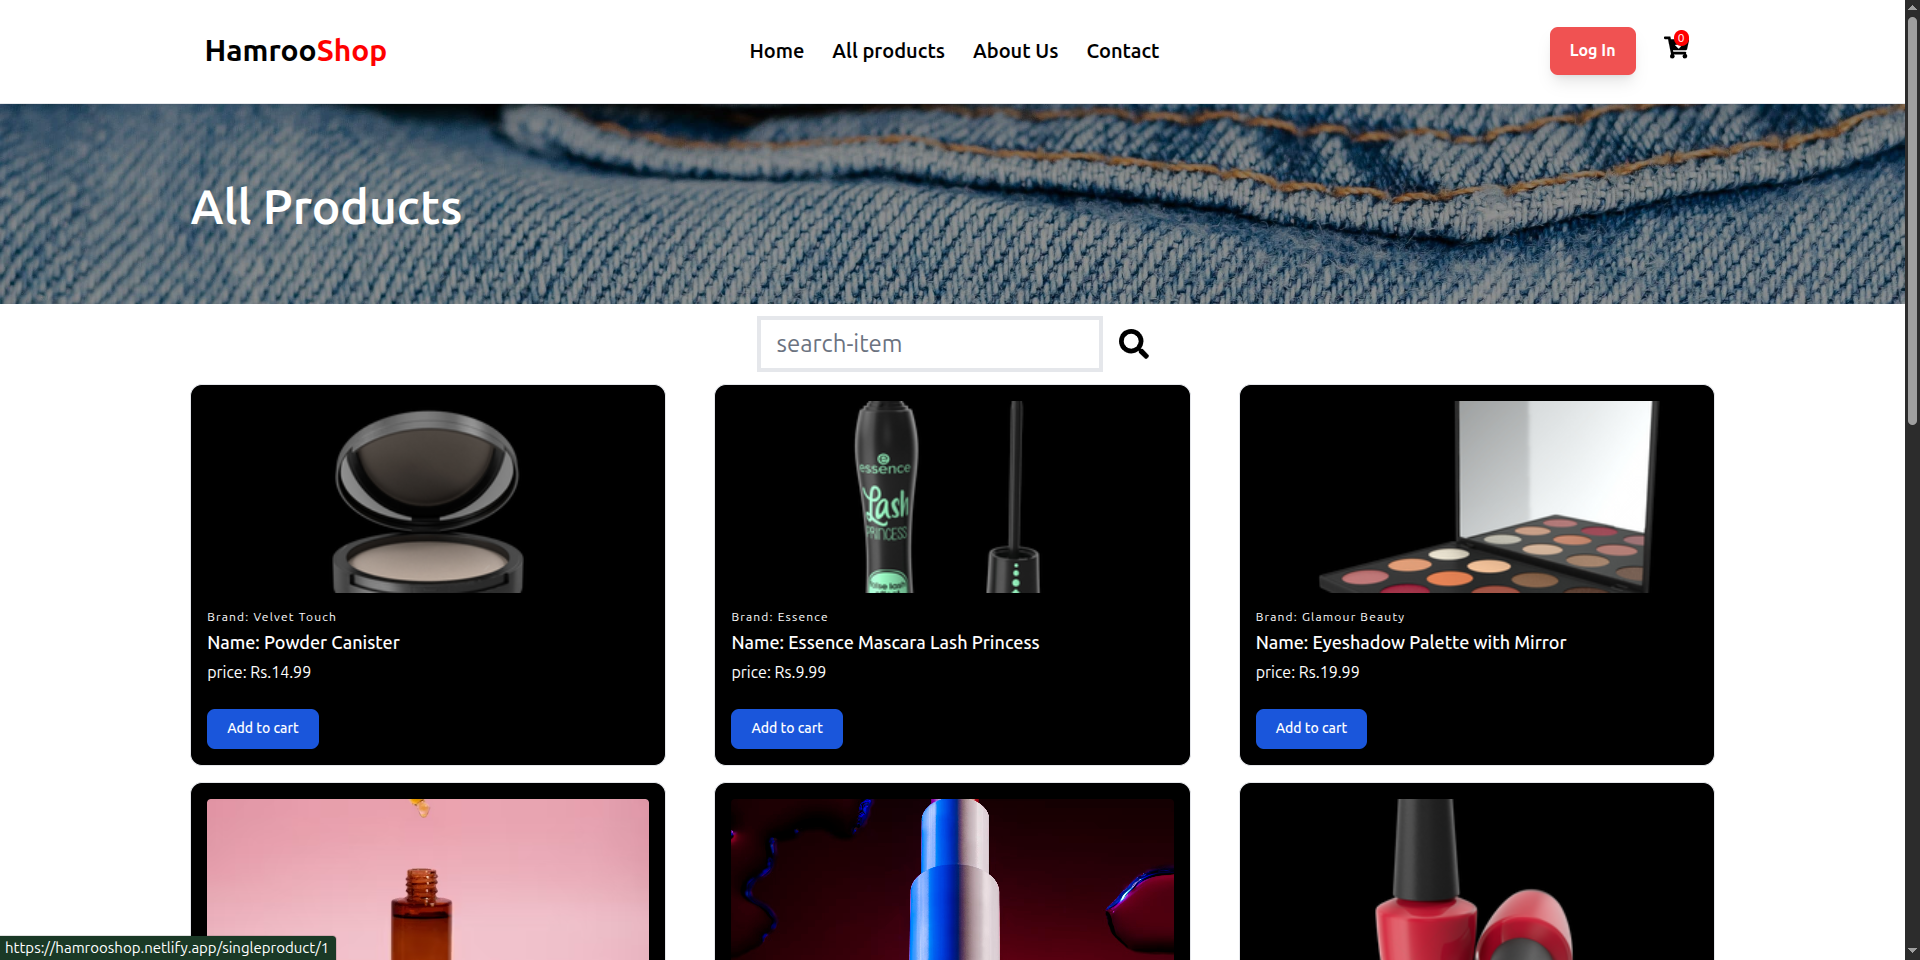 HamrooShop
Home All products About Us Contact
Log In
0
All Products
search-item
essence
Lash
PRINCESS
Brand: Velvet Touch
Name: Powder Canister
price: Rs.14.99
Add to cart
Brand: Essence
Name: Essence Mascara Lash Princess
price: Rs.9.99
Add to cart
Brand: Glamour Beauty
Name: Eyeshadow Palette with Mirror
price: Rs.19.99
Add to cart
https://hamrooshop.netlify.app/singleproduct/1